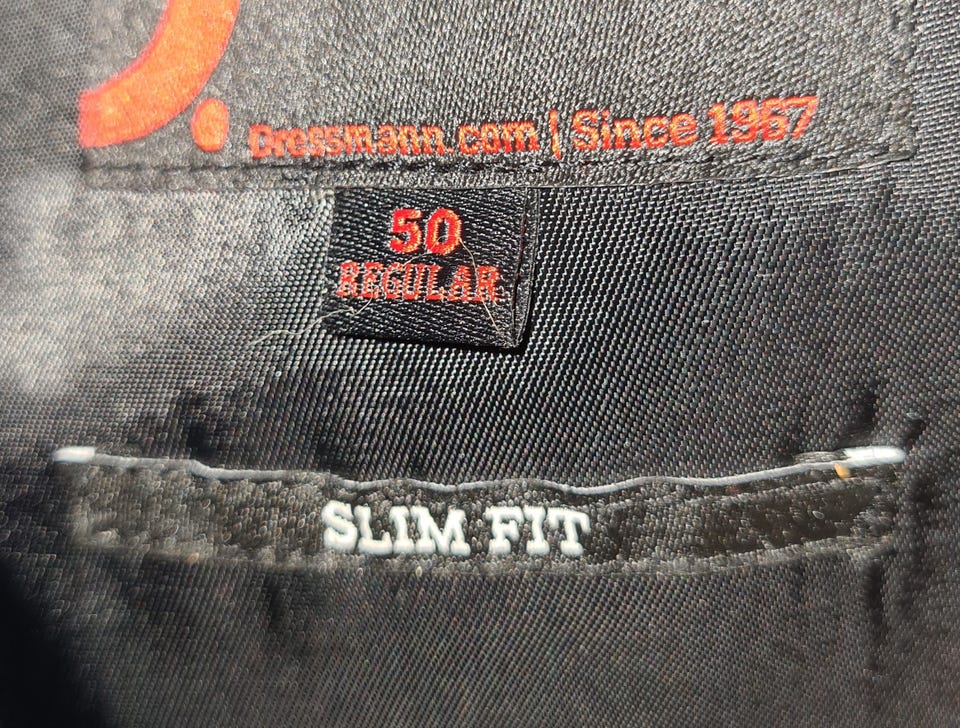 Dressmann.com | Since 1967
50
REGULAR
SLIM FIT